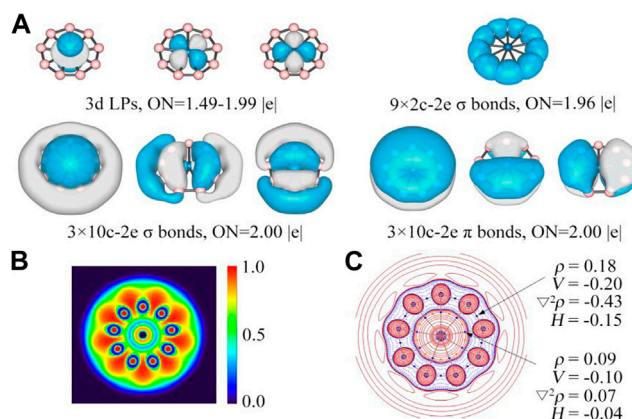 A
3d LPs, ON=1.49-1.99 |e|
9×2c-2e σ bonds, ON=1.96 |e|
3×10c-2e σ bonds, ON=2.00 |e|
3×10c-2e π bonds, ON=2.00 |e|
B
1.0
0.5
0.0
C
ρ = 0.18
V = -0.20
▽²ρ = -0.43
H = -0.15
ρ = 0.09
V = -0.10
▽²ρ = 0.07
H = -0.04